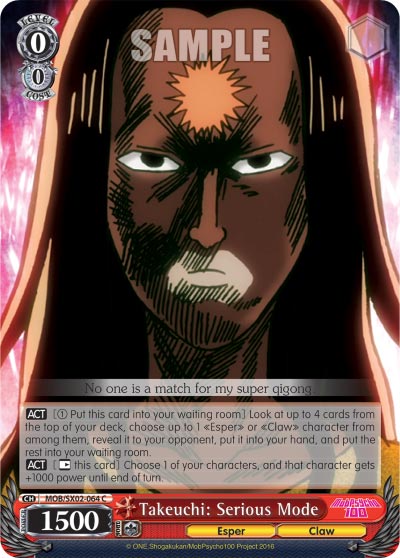 LEVEL
0
0
COST
SAMPLE
No one is a match for my super qigong.
ACT [① Put this card into your waiting room] Look at up to 4 cards from
the top of your deck, choose up to 1 «Esper» or «Claw» character from
among them, reveal it to your opponent, put it into your hand, and put the
rest into your waiting room.
ACT [ this card] Choose 1 of your characters, and that character gets
+1000 power until end of turn.
CH MOB/SX02-064 C
POWER 1500
Takeuchi: Serious Mode
Mob Psycho 100
Esper Claw
© ONE,Shogakukan/MobPsycho100 Project 2016